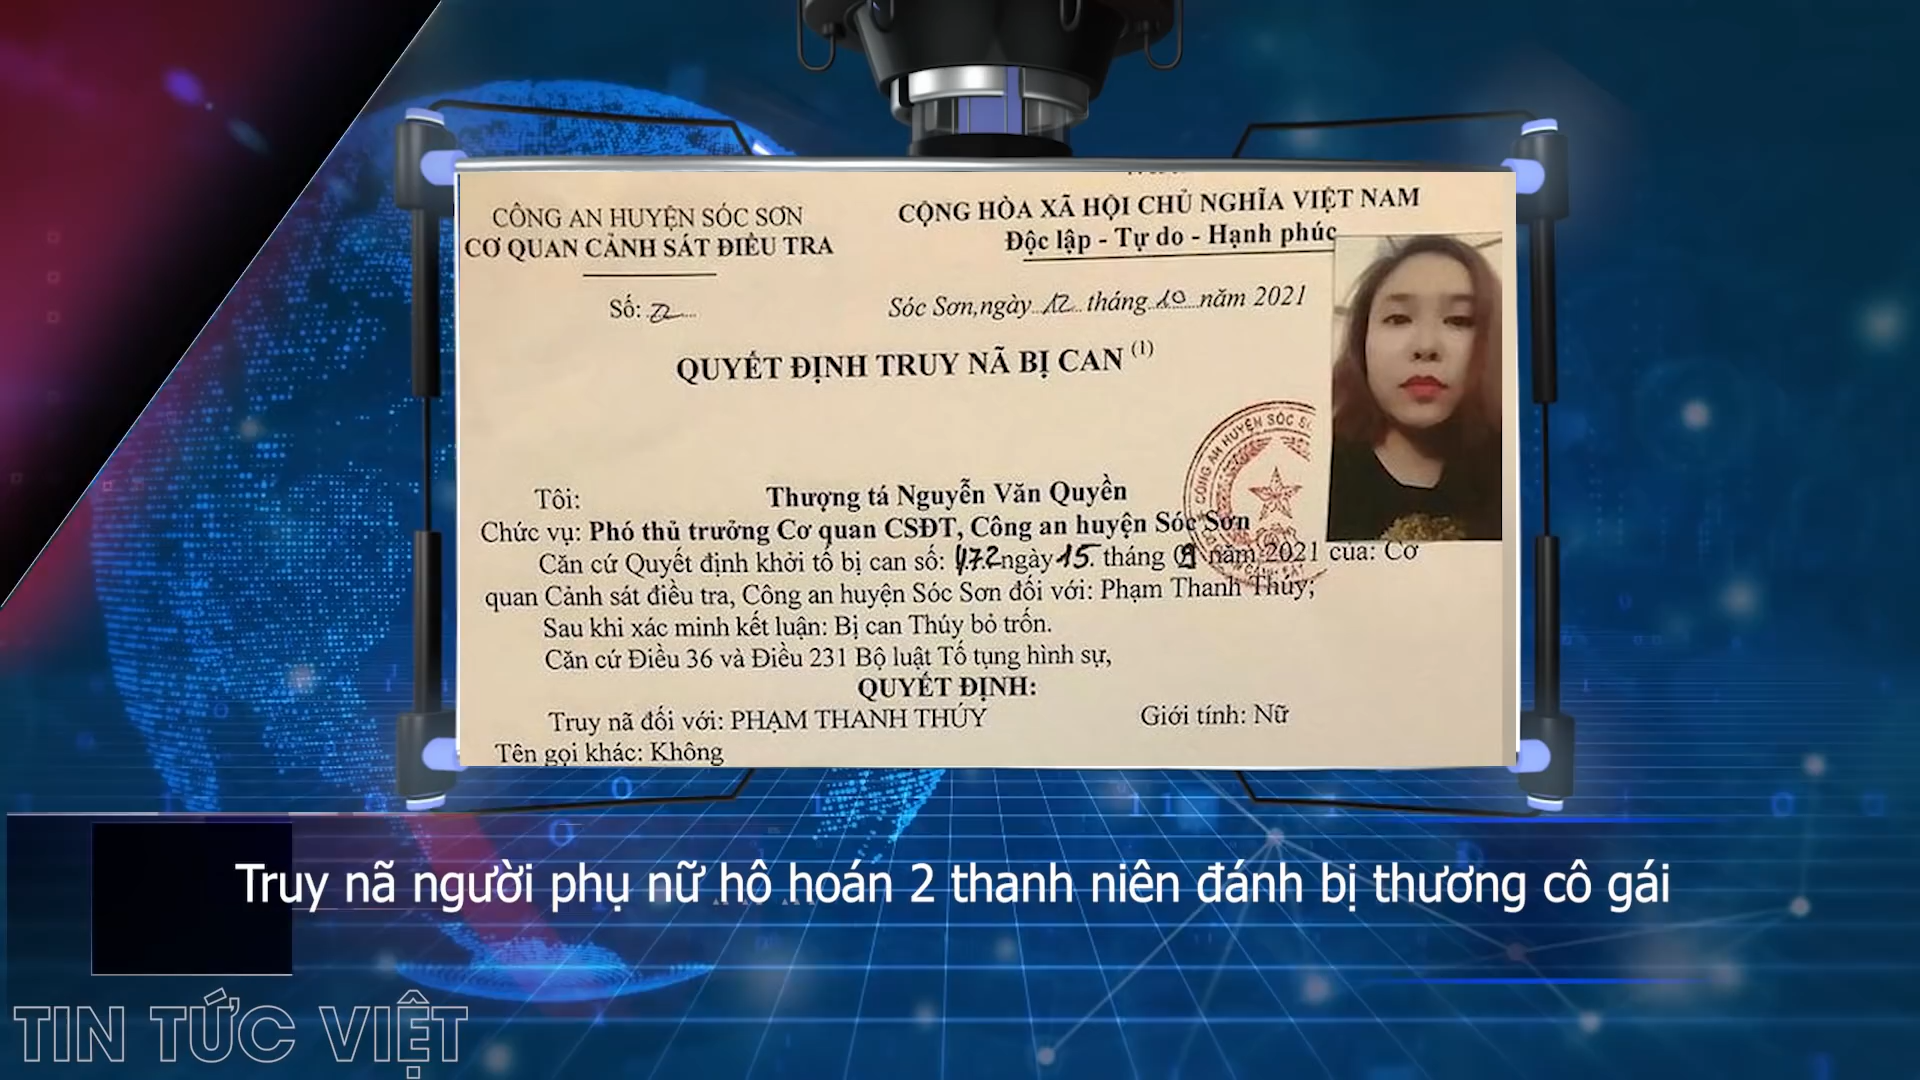 CÔNG AN HUYỆN SÓC SƠN
CƠ QUAN CẢNH SÁT ĐIỀU TRA
Số: 72
CỘNG HÒA XÃ HỘI CHỦ NGHĨA VIỆT NAM
Độc lập - Tự do - Hạnh phúc
Sóc Sơn, ngày 12 tháng 10 năm 2021
QUYẾT ĐỊNH TRUY NÃ BỊ CAN (1)
CÔNG AN HUYỆN SÓC
Tôi: Thượng tá Nguyễn Văn Quyền
Chức vụ: Phó thủ trưởng Cơ quan CSĐT, Công an huyện Sóc Sơn
Căn cứ Quyết định khởi tố bị can số: 472 ngày 15 tháng 9 năm 2021 của: Cơ
quan Cảnh sát điều tra, Công an huyện Sóc Sơn đối với: Phạm Thanh Thúy;
Sau khi xác minh kết luận: Bị can Thúy bỏ trốn.
Căn cứ Điều 36 và Điều 231 Bộ luật Tố tụng hình sự,
QUYẾT ĐỊNH:
Truy nã đối với: PHẠM THANH THÚY Giới tính: Nữ
Tên gọi khác: Không
Truy nã người phụ nữ hô hoán 2 thanh niên đánh bị thương cô gái
TIN TỨC VIỆT